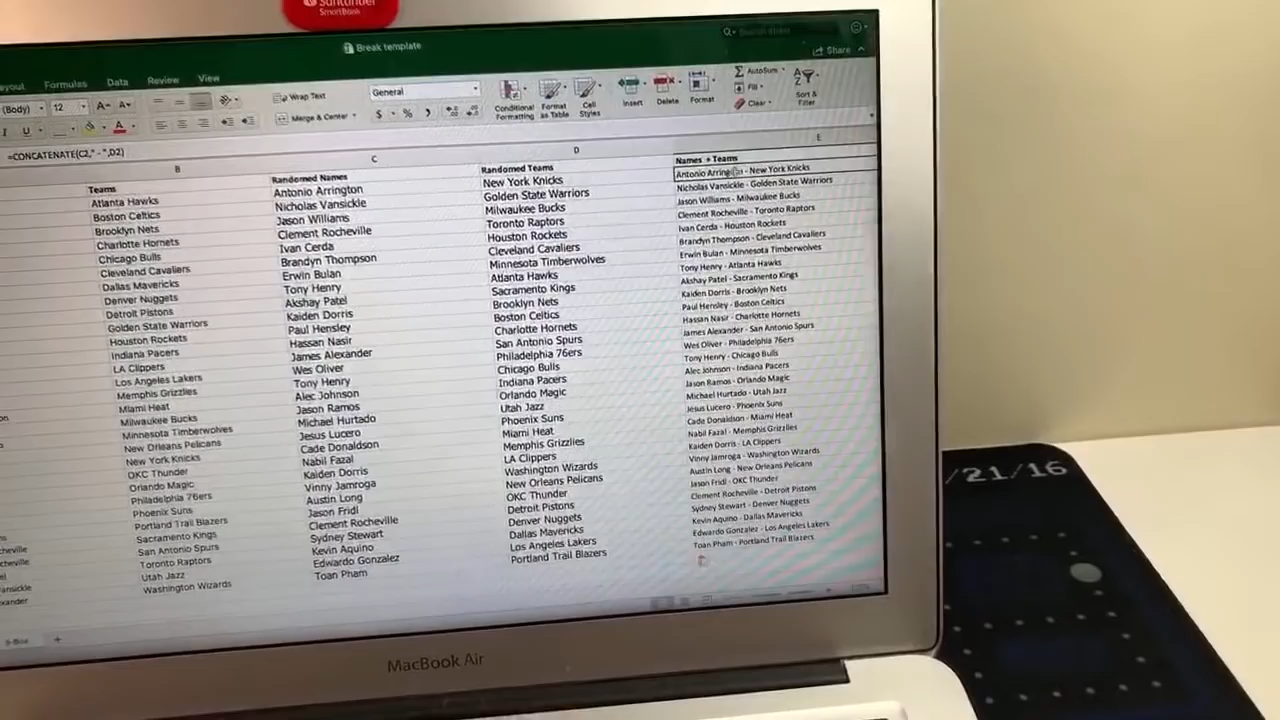 Santander
SmartBank
Break template
Formulas Data Review View
Share
(Body) 12 A A Wrap Text General AutoSum
Fill
Clear
Sort &
Filter
I U A Merge & Center $ % Conditional
Formatting Format
as Table Cell
Styles Insert Delete Format
=CONCATENATE(C2," - ",D2)
B C D E
Teams Randomed Names Randomed Teams Names + Teams
Atlanta Hawks Antonio Arrington New York Knicks Antonio Arrington - New York Knicks
Boston Celtics Nicholas Vansickle Golden State Warriors Nicholas Vansickle - Golden State Warriors
Brooklyn Nets Jason Williams Milwaukee Bucks Jason Williams - Milwaukee Bucks
Charlotte Hornets Clement Rocheville Toronto Raptors Clement Rocheville - Toronto Raptors
Chicago Bulls Ivan Cerda Houston Rockets Ivan Cerda - Houston Rockets
Cleveland Cavaliers Brandyn Thompson Cleveland Cavaliers Brandyn Thompson - Cleveland Cavaliers
Dallas Mavericks Erwin Bulan Minnesota Timberwolves Erwin Bulan - Minnesota Timberwolves
Denver Nuggets Tony Henry Atlanta Hawks Tony Henry - Atlanta Hawks
Detroit Pistons Akshay Patel Sacramento Kings Akshay Patel - Sacramento Kings
Golden State Warriors Kaiden Dorris Brooklyn Nets Kaiden Dorris - Brooklyn Nets
Houston Rockets Paul Hensley Boston Celtics Paul Hensley - Boston Celtics
Indiana Pacers Hassan Nasir Charlotte Hornets Hassan Nasir - Charlotte Hornets
LA Clippers James Alexander San Antonio Spurs James Alexander - San Antonio Spurs
Los Angeles Lakers Wes Oliver Philadelphia 76ers Wes Oliver - Philadelphia 76ers
Memphis Grizzlies Tony Henry Chicago Bulls Tony Henry - Chicago Bulls
Miami Heat Alec Johnson Indiana Pacers Alec Johnson - Indiana Pacers
Milwaukee Bucks Jason Ramos Orlando Magic Jason Ramos - Orlando Magic
Minnesota Timberwolves Michael Hurtado Utah Jazz Michael Hurtado - Utah Jazz
New Orleans Pelicans Jesus Lucero Phoenix Suns Jesus Lucero - Phoenix Suns
New York Knicks Cade Donaldson Miami Heat Cade Donaldson - Miami Heat
OKC Thunder Nabil Fazal Memphis Grizzlies Nabil Fazal - Memphis Grizzlies
Orlando Magic Kaiden Dorris LA Clippers Kaiden Dorris - LA Clippers
Philadelphia 76ers Vinny Jamroga Washington Wizards Vinny Jamroga - Washington Wizards
Phoenix Suns Austin Long New Orleans Pelicans Austin Long - New Orleans Pelicans
Portland Trail Blazers Jason Fridl OKC Thunder Jason Fridl - OKC Thunder
Sacramento Kings Clement Rocheville Detroit Pistons Clement Rocheville - Detroit Pistons
San Antonio Spurs Sydney Stewart Denver Nuggets Sydney Stewart - Denver Nuggets
Toronto Raptors Kevin Aquino Dallas Mavericks Kevin Aquino - Dallas Mavericks
Utah Jazz Edwardo Gonzalez Los Angeles Lakers Edwardo Gonzalez - Los Angeles Lakers
Washington Wizards Toan Pham Portland Trail Blazers Toan Pham - Portland Trail Blazers
/21/16
MacBook Air